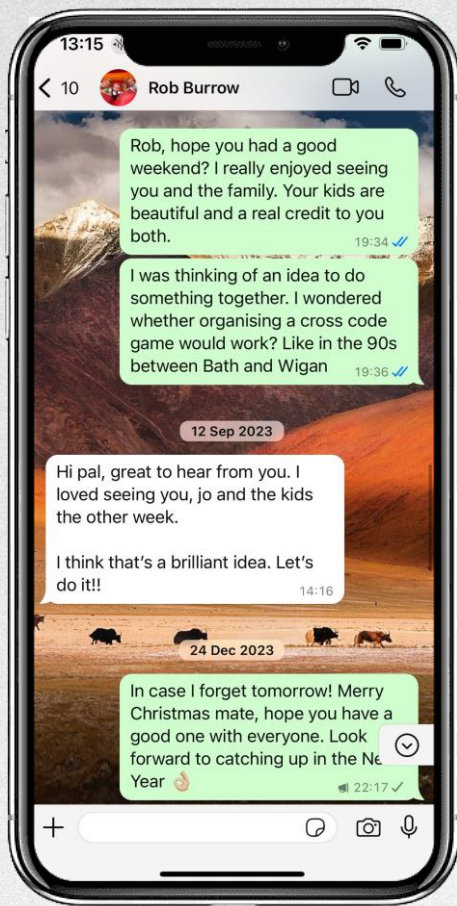 13:15
10 Rob Burrow
Rob, hope you had a good
weekend? I really enjoyed seeing
you and the family. Your kids are
beautiful and a real credit to you
both.
19:34
I was thinking of an idea to do
something together. I wondered
whether organising a cross code
game would work? Like in the 90s
between Bath and Wigan
19:36
12 Sep 2023
Hi pal, great to hear from you. I
loved seeing you, jo and the kids
the other week.
I think that's a brilliant idea. Let's
do it!!
14:16
24 Dec 2023
In case I forget tomorrow! Merry
Christmas mate, hope you have a
good one with everyone. Look
forward to catching up in the Ne
Year 👌🏼
22:17